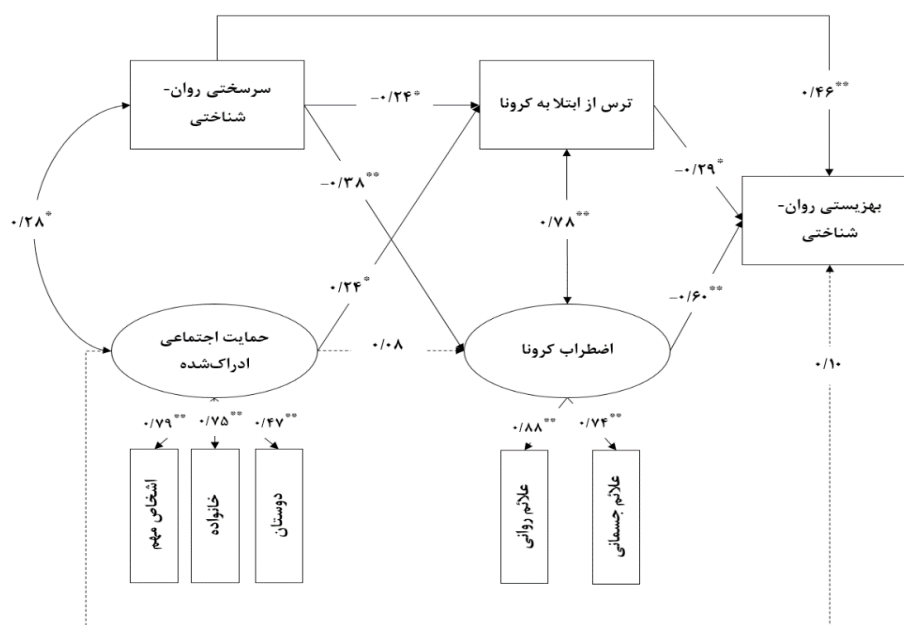 سرسختی روان-
شناختی
ترس از ابتلا به کرونا
بهزیستی روان-
شناختی
حمایت اجتماعی
ادراک‌شده
اضطراب کرونا
اشخاص مهم
خانواده
دوستان
علائم روانی
علائم جسمانی
−۰/۲۴*
−۰/۳۸**
۰/۴۶**
−۰/۲۹*
۰/۲۸*
۰/۷۸**
۰/۲۴*
−۰/۶۰**
۰/۰۸
۰/۱۰
۰/۷۹**
۰/۷۵**
۰/۴۷**
۰/۸۸**
۰/۷۴**